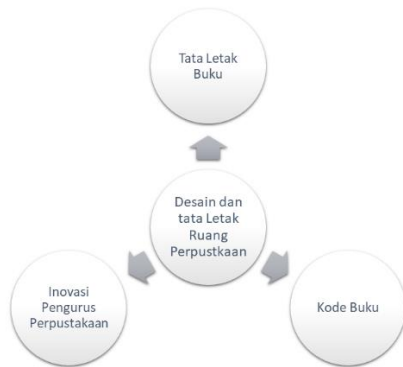 Tata Letak
Buku
Desain dan
tata Letak
Ruang
Perpustkaan
Inovasi
Pengurus
Perpustakaan
Kode Buku